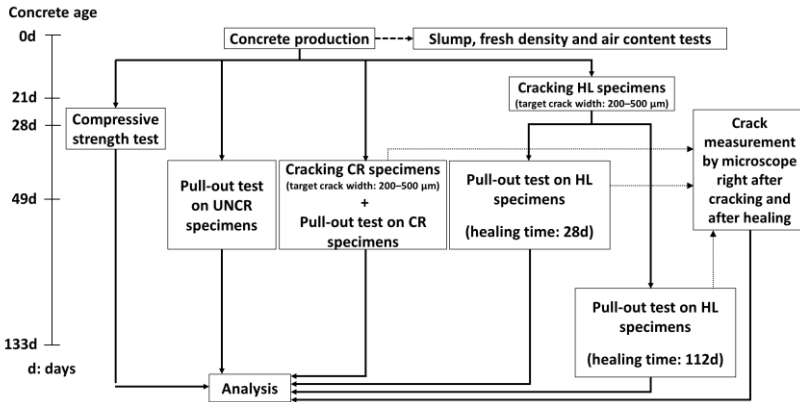 Concrete age
0d
21d
28d
49d
133d
d: days
Concrete production
Slump, fresh density and air content tests
Cracking HL specimens
(target crack width: 200–500 µm)
Compressive
strength test
Pull-out test
on UNCR
specimens
Cracking CR specimens
(target crack width: 200–500 µm)
+
Pull-out test on CR
specimens
Pull-out test on HL
specimens
(healing time: 28d)
Crack
measurement
by microscope
right after
cracking and
after healing
Pull-out test on HL
specimens
(healing time: 112d)
Analysis